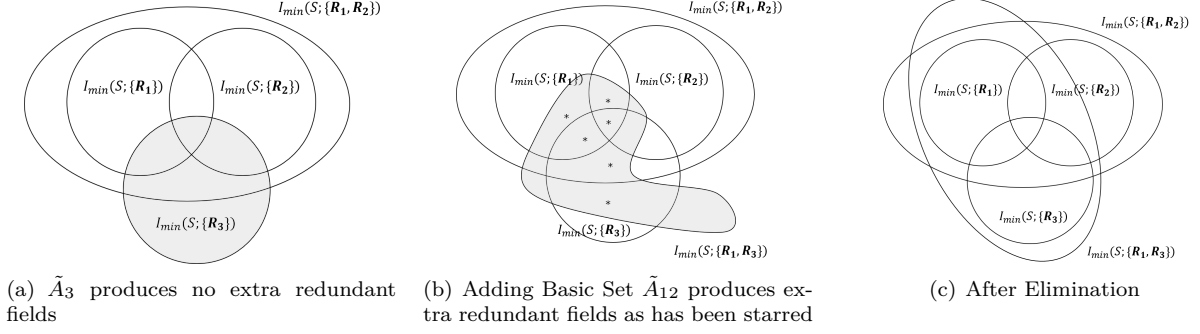 I_min(S; {R_1, R_2})
I_min(S; {R_1})
I_min(S; {R_2})
I_min(S; {R_3})
(a) Ã_3 produces no extra redundant
fields
I_min(S; {R_1, R_2})
I_min(S; {R_1})
I_min(S; {R_2})
*
*
*
*
*
*
I_min(S; {R_3})
I_min(S; {R_1, R_3})
(b) Adding Basic Set Ã_12 produces ex-
tra redundant fields as has been starred
I_min(S; {R_1, R_2})
I_min(S; {R_1})
I_min(S; {R_2})
I_min(S; {R_3})
I_min(S; {R_1, R_3})
(c) After Elimination